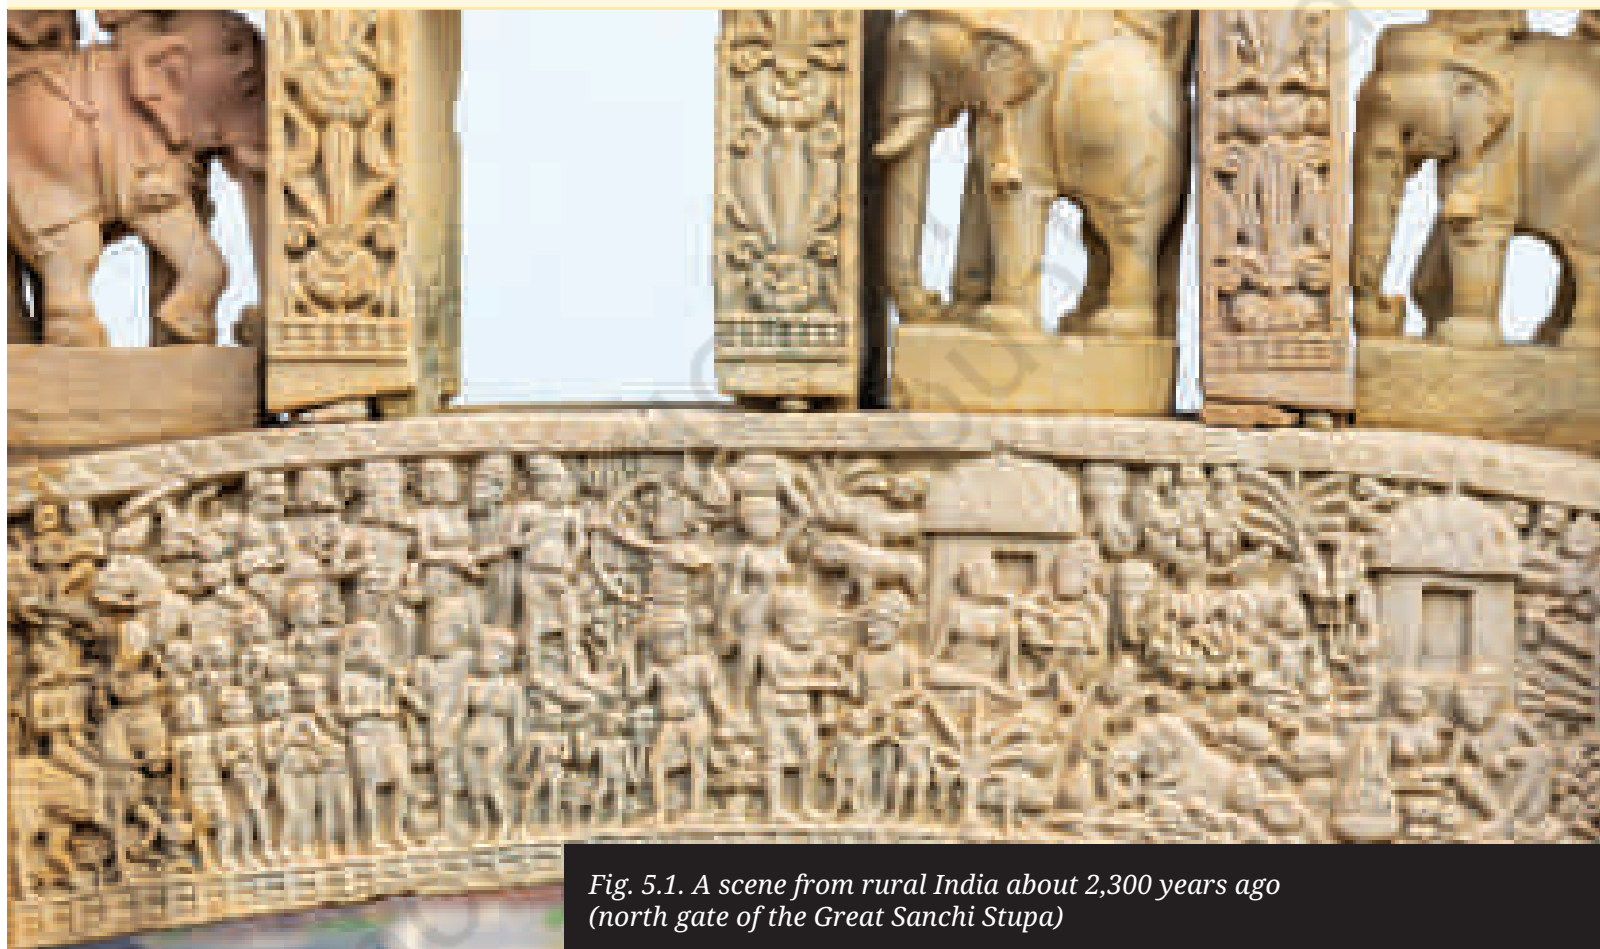 Fig. 5.1. A scene from rural India about 2,300 years ago
(north gate of the Great Sanchi Stupa)